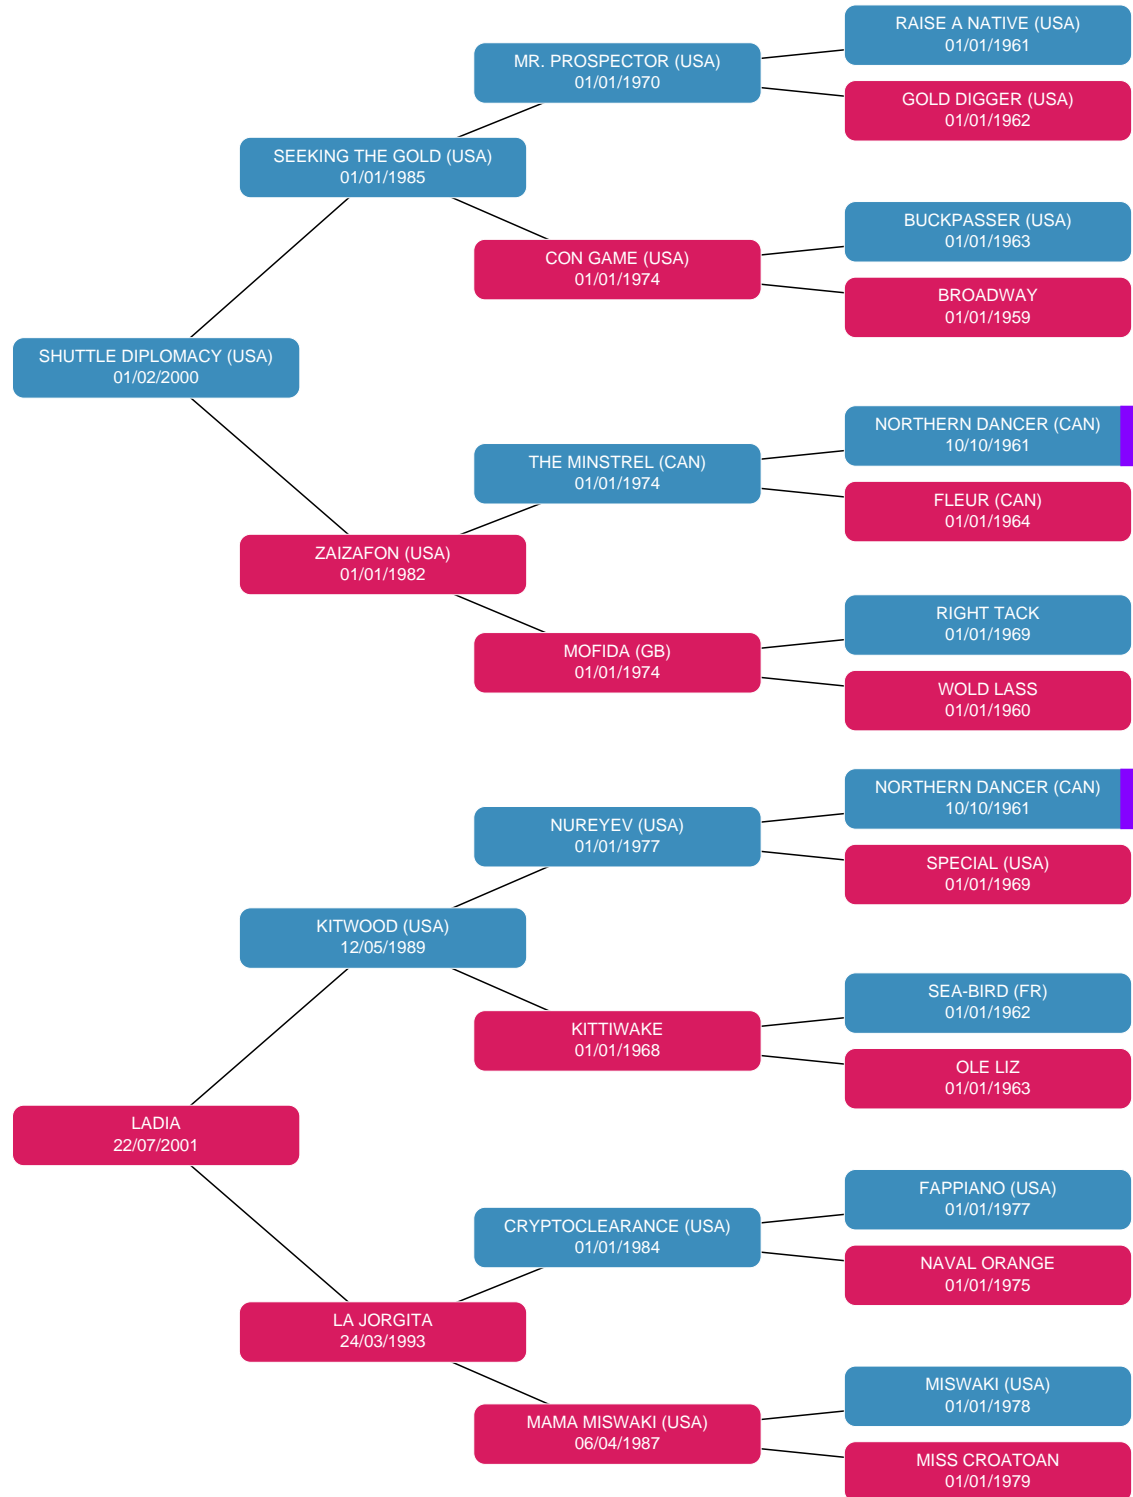 RAISE A NATIVE (USA)
01/01/1961
MR. PROSPECTOR (USA)
01/01/1970
GOLD DIGGER (USA)
01/01/1962
SEEKING THE GOLD (USA)
01/01/1985
BUCKPASSER (USA)
01/01/1963
CON GAME (USA)
01/01/1974
BROADWAY
01/01/1959
SHUTTLE DIPLOMACY (USA)
01/02/2000
NORTHERN DANCER (CAN)
10/10/1961
THE MINSTREL (CAN)
01/01/1974
FLEUR (CAN)
01/01/1964
ZAIZAFON (USA)
01/01/1982
RIGHT TACK
01/01/1969
MOFIDA (GB)
01/01/1974
WOLD LASS
01/01/1960
NORTHERN DANCER (CAN)
10/10/1961
NUREYEV (USA)
01/01/1977
SPECIAL (USA)
01/01/1969
KITWOOD (USA)
12/05/1989
SEA-BIRD (FR)
01/01/1962
KITTIWAKE
01/01/1968
OLE LIZ
01/01/1963
LADIA
22/07/2001
FAPPIANO (USA)
01/01/1977
CRYPTOCLEARANCE (USA)
01/01/1984
NAVAL ORANGE
01/01/1975
LA JORGITA
24/03/1993
MISWAKI (USA)
01/01/1978
MAMA MISWAKI (USA)
06/04/1987
MISS CROATOAN
01/01/1979